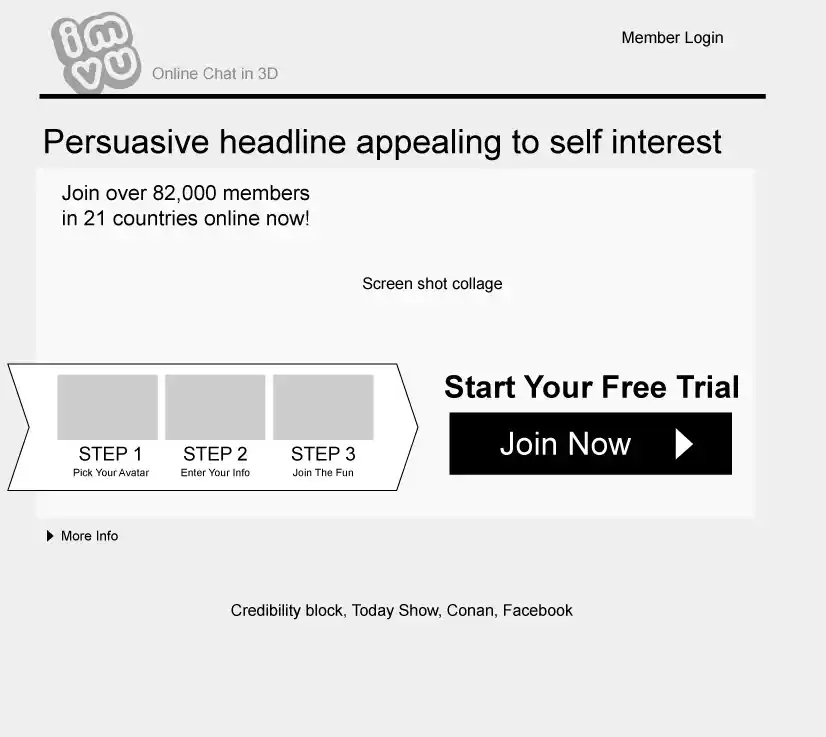 imvu
Online Chat in 3D
Member Login
Persuasive headline appealing to self interest
Join over 82,000 members
in 21 countries online now!
Screen shot collage
STEP 1
Pick Your Avatar
STEP 2
Enter Your Info
STEP 3
Join The Fun
Start Your Free Trial
Join Now
More Info
Credibility block, Today Show, Conan, Facebook